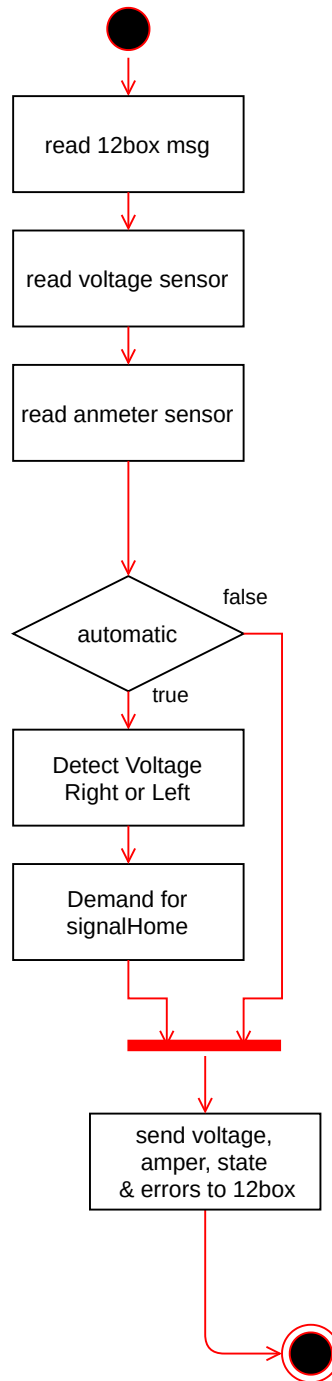 read 12box msg
read voltage sensor
read anmeter sensor
false
automatic
true
Detect Voltage
Right or Left
Demand for
signalHome
send voltage,
amper, state
& errors to 12box